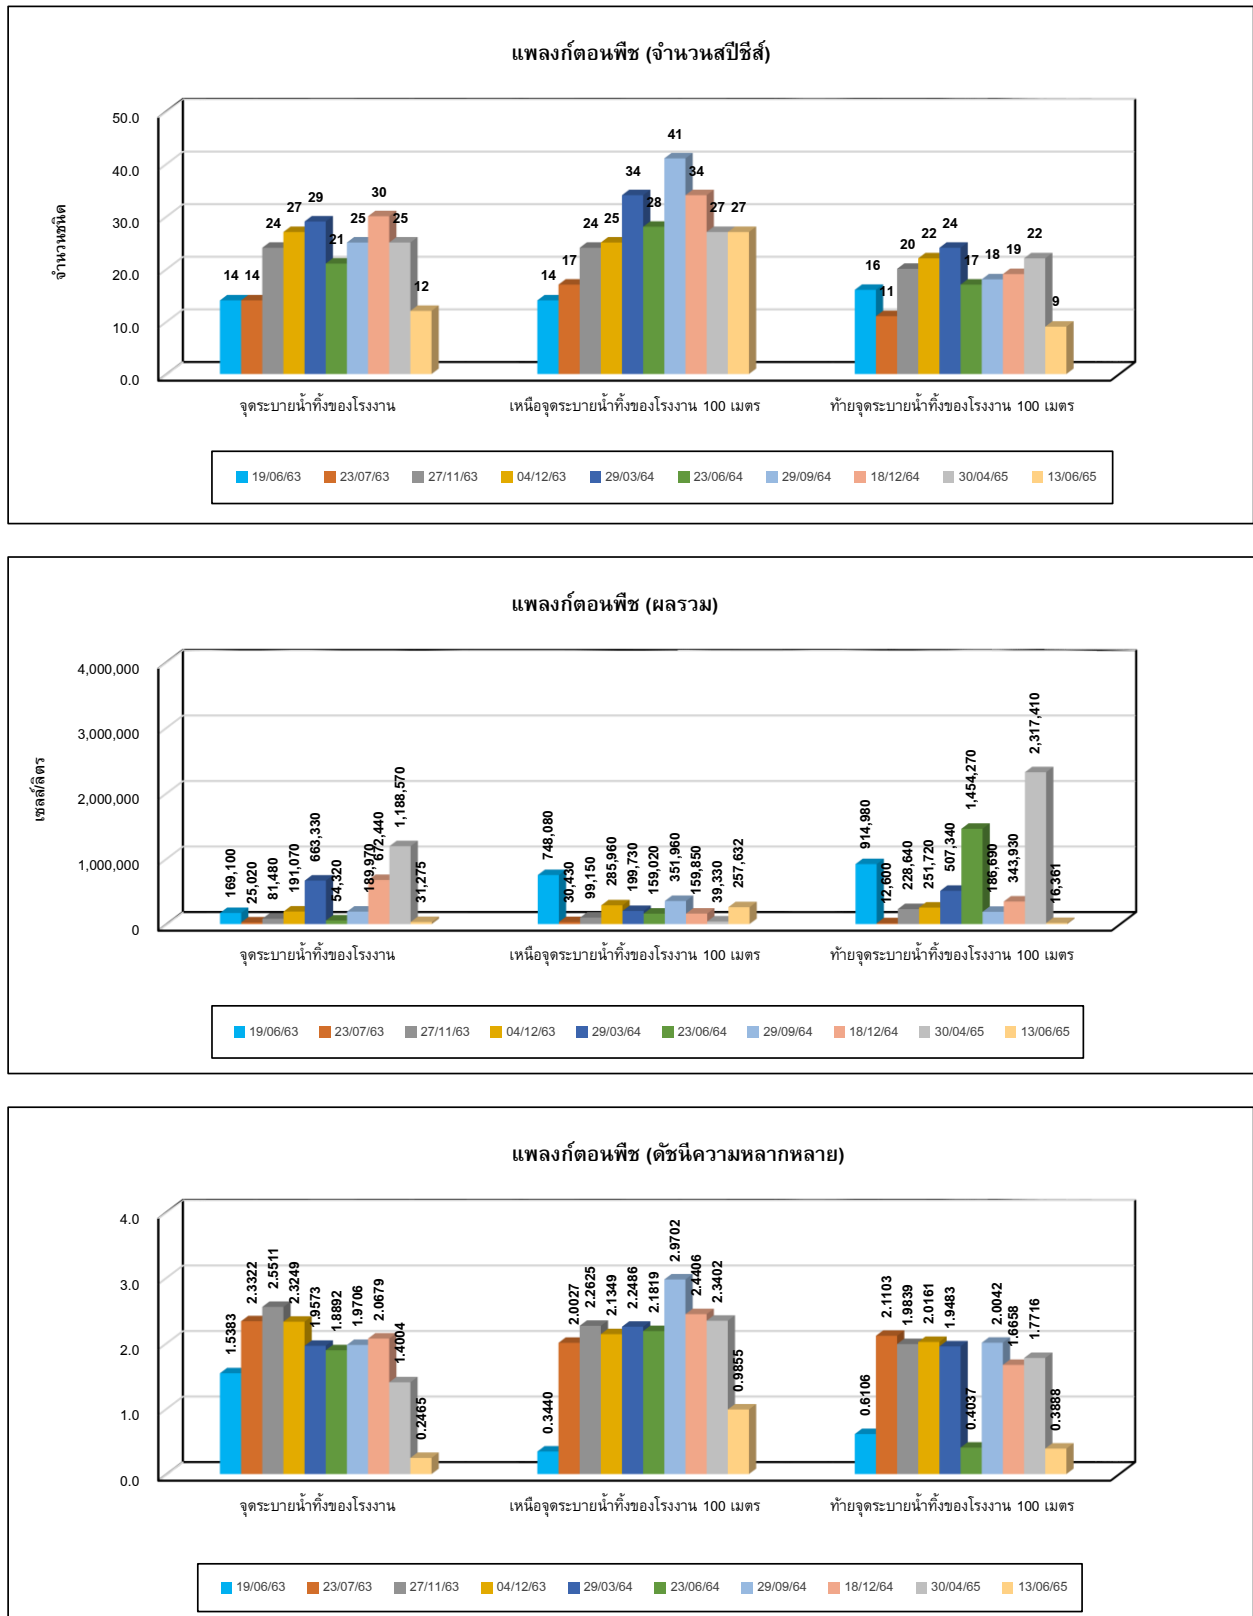 แพลงก์ตอนพืช (จำนวนสปีชีส์)
จำนวนชนิด
50.0
40.0
30.0
20.0
10.0
0.0
14 14 24 27 29 21 25 30 25 12
14 17 24 25 34 28 41 34 27 27
16 11 20 22 24 17 18 19 22 9
จุดระบายน้ำทิ้งของโรงงาน เหนือจุดระบายน้ำทิ้งของโรงงาน 100 เมตร ท้ายจุดระบายน้ำทิ้งของโรงงาน 100 เมตร
19/06/63 23/07/63 27/11/63 04/12/63 29/03/64 23/06/64 29/09/64 18/12/64 30/04/65 13/06/65
แพลงก์ตอนพืช (ผลรวม)
เซลล์/ลิตร
4,000,000
3,000,000
2,000,000
1,000,000
0
169,100 25,020 81,480 191,070 663,330 54,320 189,970 672,440 1,188,570 31,275
748,080 30,430 99,150 285,960 199,730 159,020 351,960 159,850 39,330 257,632
914,980 12,600 228,640 251,720 507,340 1,454,270 186,690 343,930 2,317,410 16,361
จุดระบายน้ำทิ้งของโรงงาน เหนือจุดระบายน้ำทิ้งของโรงงาน 100 เมตร ท้ายจุดระบายน้ำทิ้งของโรงงาน 100 เมตร
19/06/63 23/07/63 27/11/63 04/12/63 29/03/64 23/06/64 29/09/64 18/12/64 30/04/65 13/06/65
แพลงก์ตอนพืช (ดัชนีความหลากหลาย)
4.0
3.0
2.0
1.0
0.0
1.5383 2.3322 2.5511 2.3249 1.9573 1.8892 1.9706 2.0679 1.4004 0.2465
0.3440 2.0027 2.2625 2.1349 2.2486 2.1819 2.9702 2.4406 2.3402 0.9855
0.6106 2.1103 1.9839 2.0161 1.9483 0.4037 2.0042 1.6658 1.7716 0.3888
จุดระบายน้ำทิ้งของโรงงาน เหนือจุดระบายน้ำทิ้งของโรงงาน 100 เมตร ท้ายจุดระบายน้ำทิ้งของโรงงาน 100 เมตร
19/06/63 23/07/63 27/11/63 04/12/63 29/03/64 23/06/64 29/09/64 18/12/64 30/04/65 13/06/65